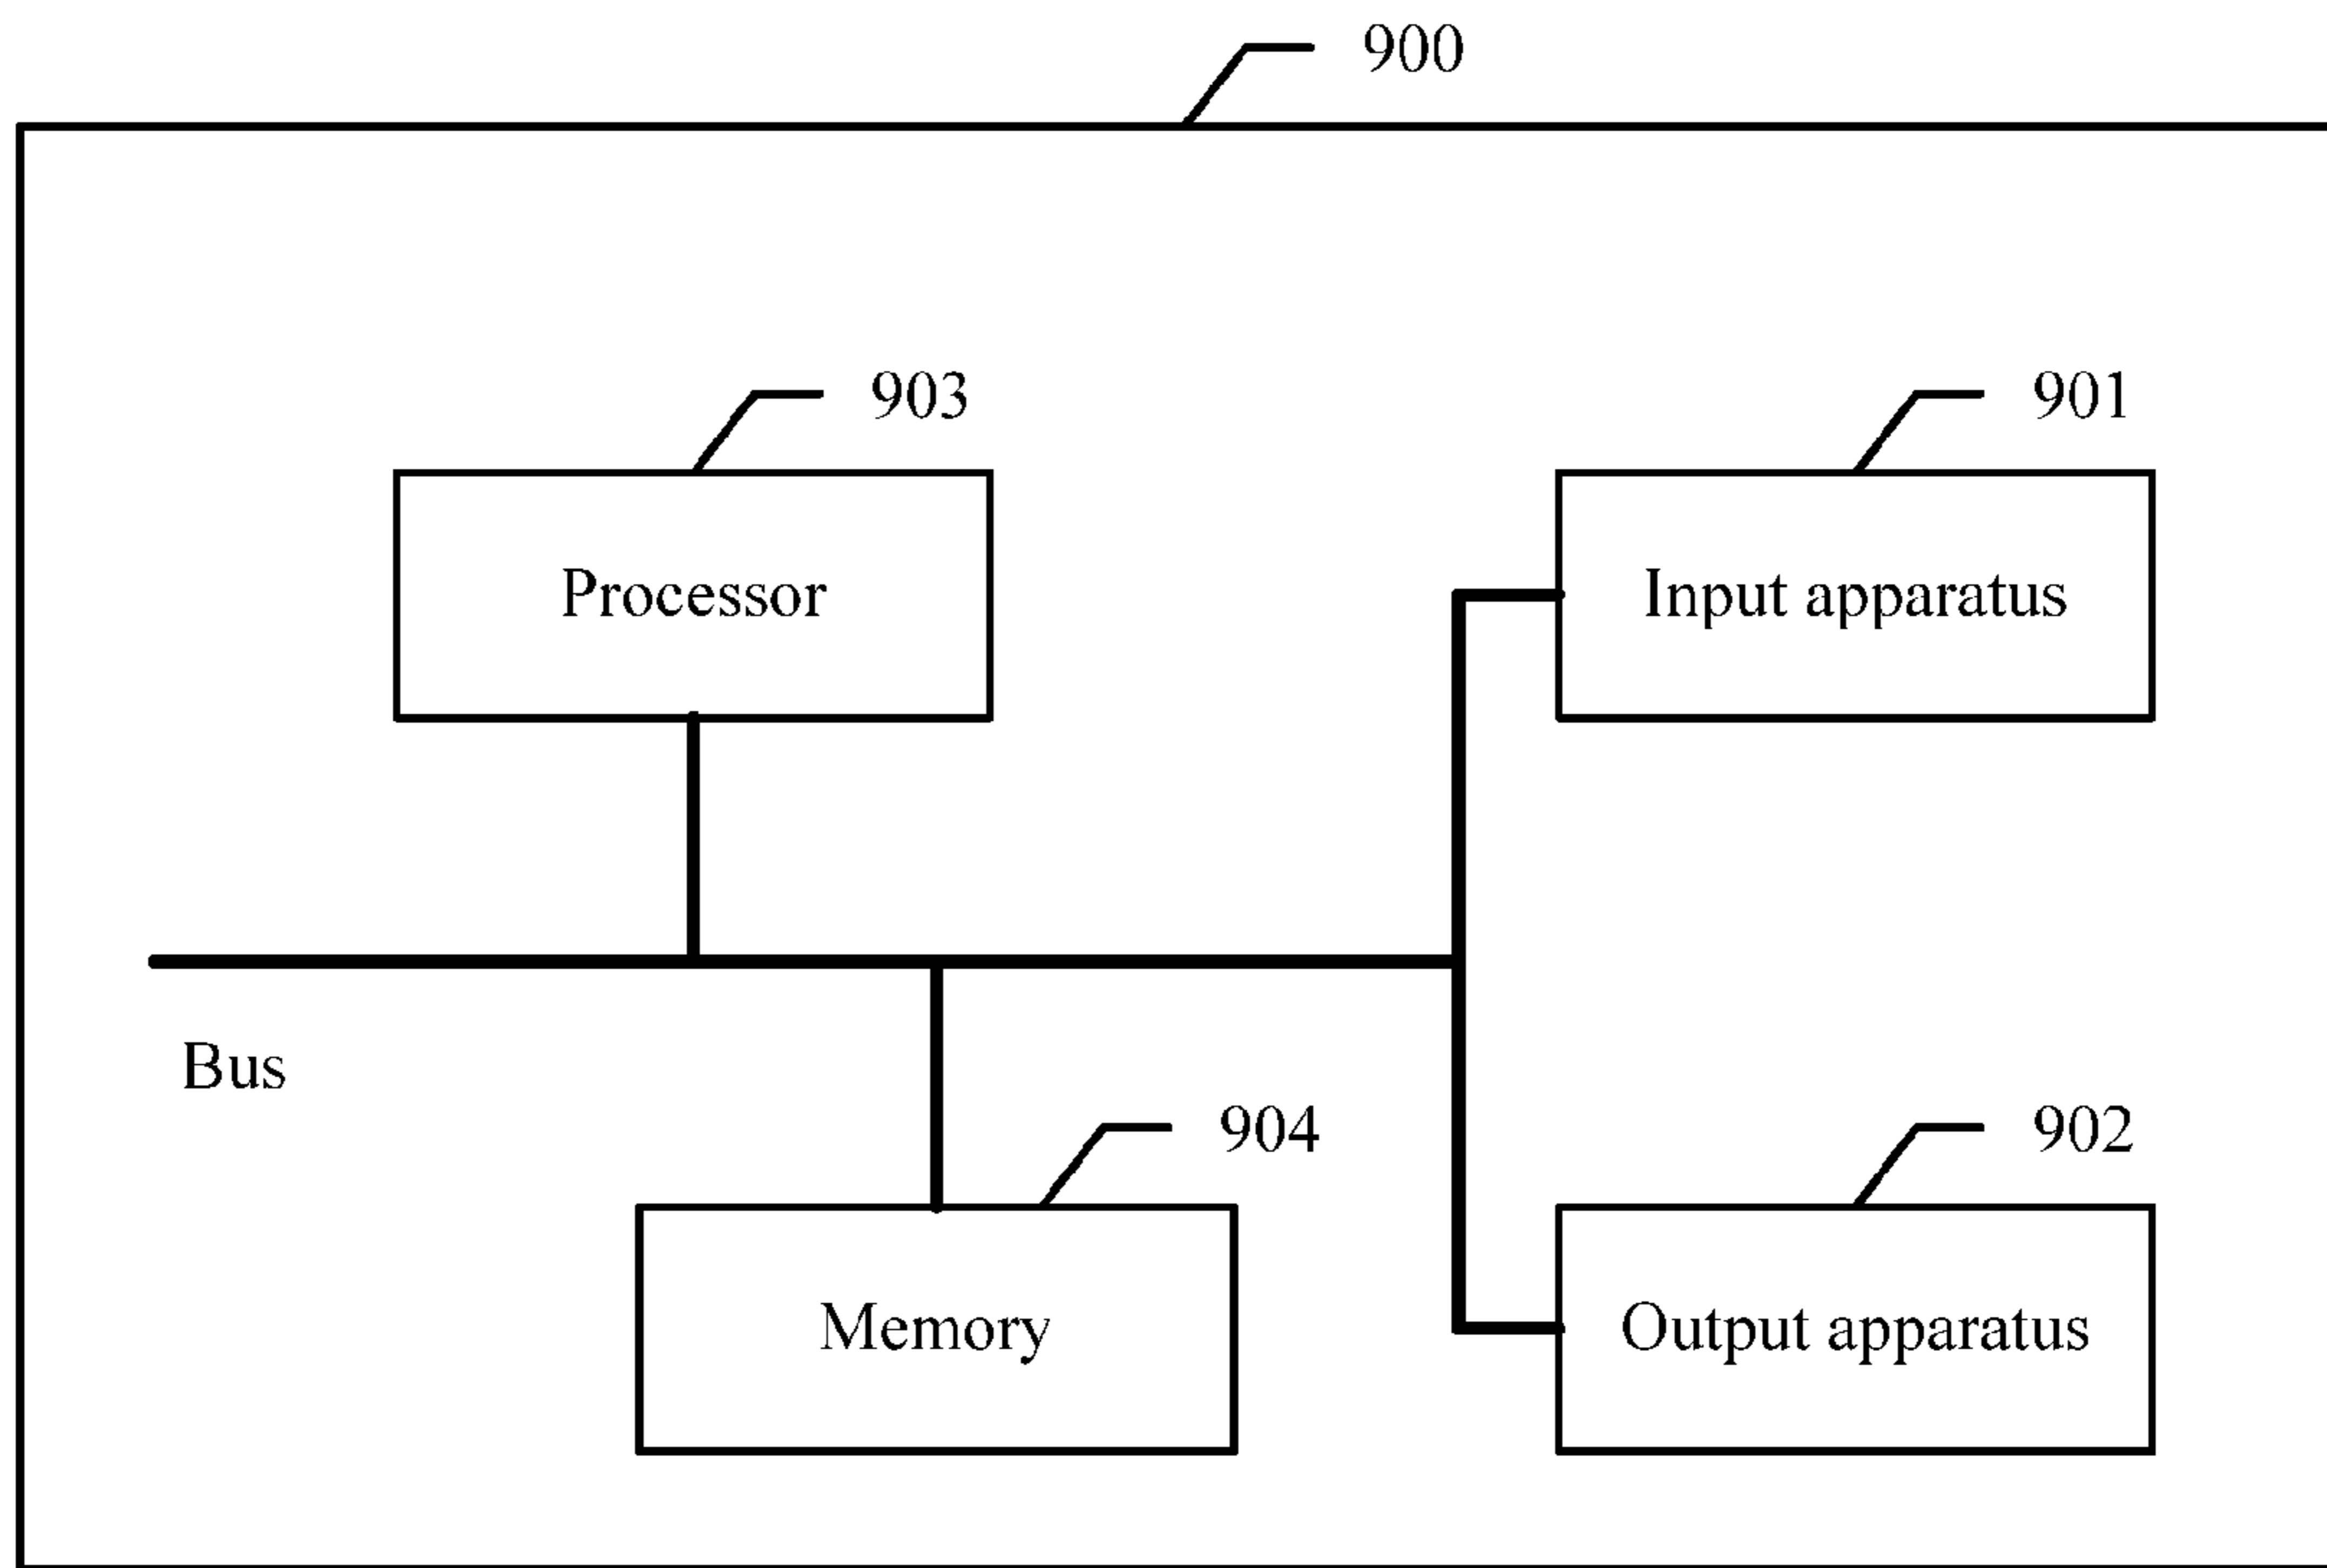 900
903
901
Processor
Input apparatus
Bus
904
902
Memory
Output apparatus